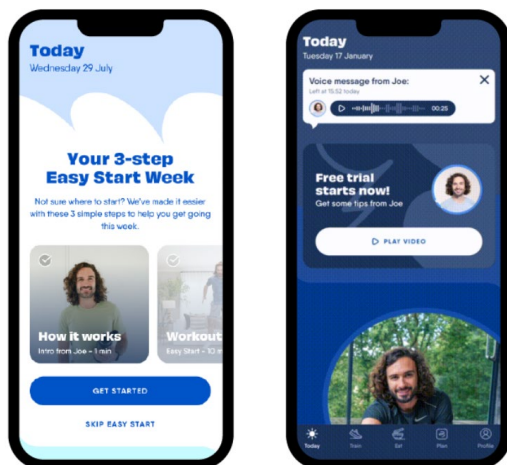 Today
Wednesday 29 July
Your 3-step
Easy Start Week
Not sure where to start? We've made it easier
with these 3 simple steps to help you get going
this week.
How it works
Intro from Joe - 1 min
Workout
Easy Start - 10 m
GET STARTED
SKIP EASY START
Today
Tuesday 17 January
Voice message from Joe:
Left at 15:52 today
00:25
Free trial
starts now!
Get some tips from Joe
PLAY VIDEO
Today
Train
Eat
Plan
Profile